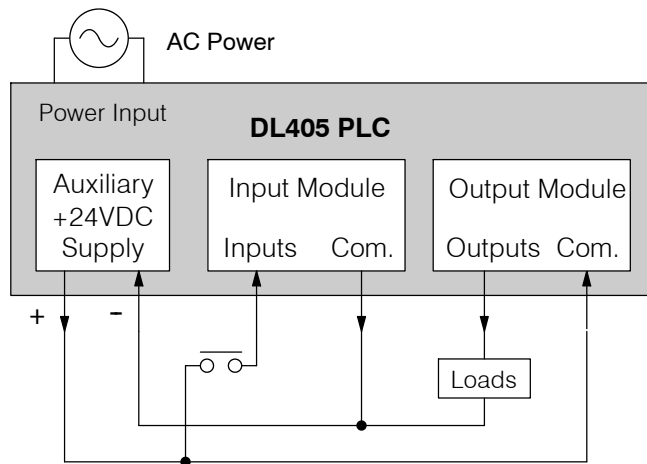 AC Power
Power Input
DL405 PLC
Auxiliary
+24VDC
Supply
Input Module
Inputs Com.
Output Module
Outputs Com.
+ -
Loads